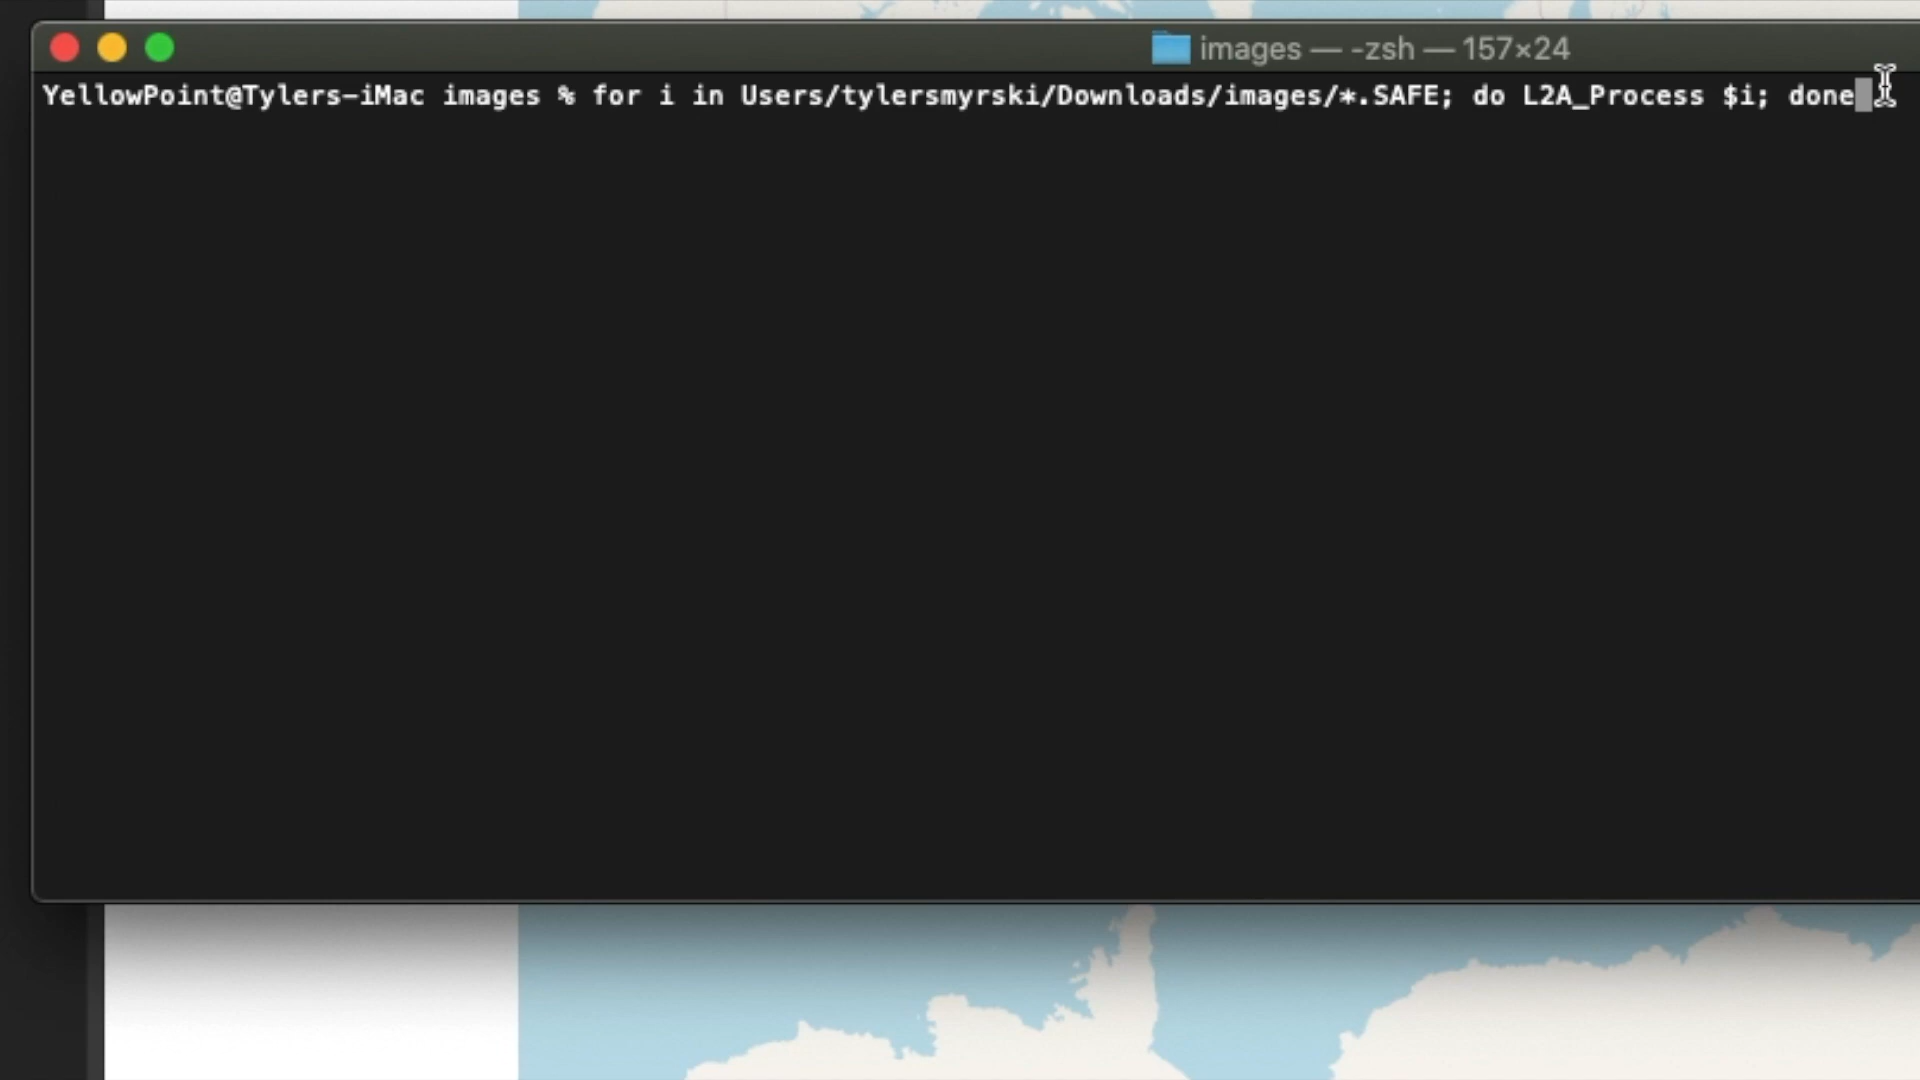 images — -zsh — 157×24
YellowPoint@Tylers-iMac images % for i in Users/tylersmyrski/Downloads/images/*.SAFE; do L2A_Process $i; done